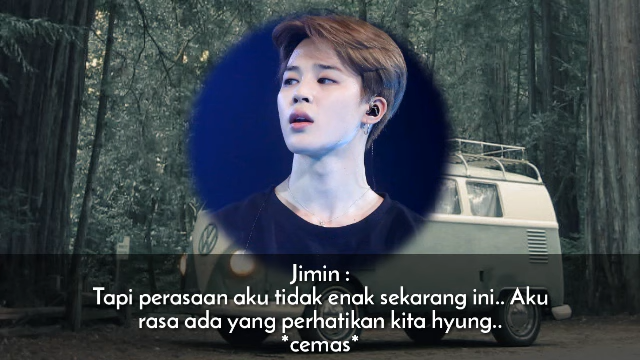 Jimin :
Tapi perasaan aku tidak enak sekarang ini.. Aku
rasa ada yang perhatikan kita hyung..
*cemas*